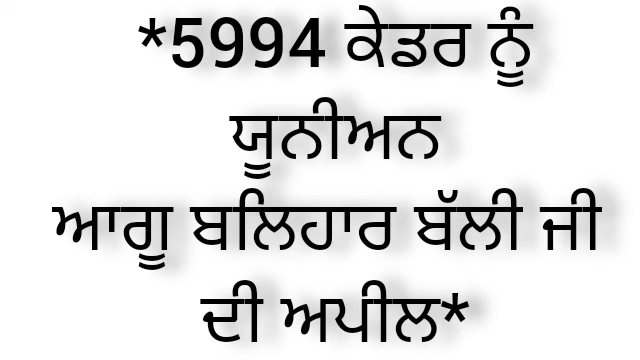 *5994 ਕੇਡਰ ਨੂੰ
ਯੂਨੀਅਨ
ਆਗੂ ਬਲਿਹਾਰ ਬੱਲੀ ਜੀ
ਦੀ ਅਪੀਲ*